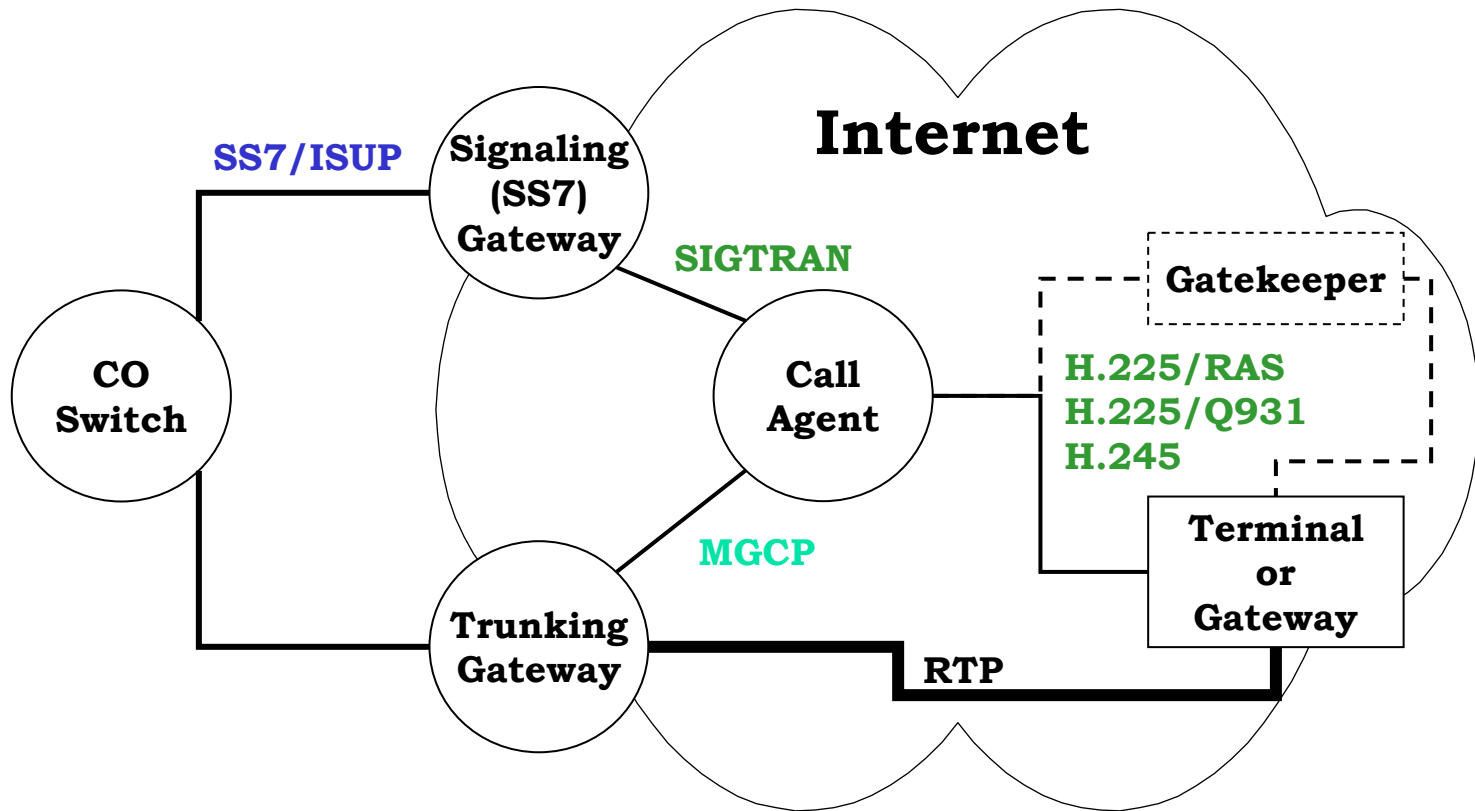 Internet
SS7/ISUP
Signaling
(SS7)
Gateway
SIGTRAN
Gatekeeper
CO
Switch
Call
Agent
H.225/RAS
H.225/Q931
H.245
MGCP
Terminal
or
Gateway
Trunking
Gateway
RTP